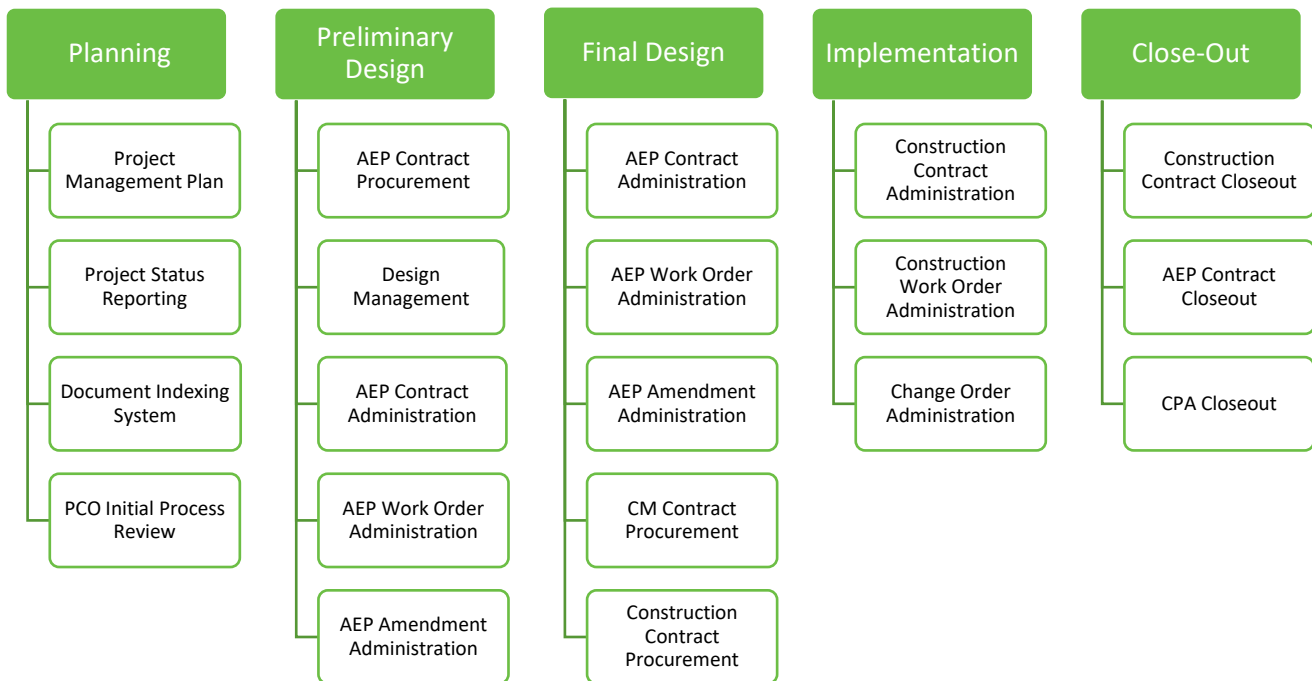 Planning
Project
Management Plan
Project Status
Reporting
Document Indexing
System
PCO Initial Process
Review
Preliminary
Design
AEP Contract
Procurement
Design
Management
AEP Contract
Administration
AEP Work Order
Administration
AEP Amendment
Administration
Final Design
AEP Contract
Administration
AEP Work Order
Administration
AEP Amendment
Administration
CM Contract
Procurement
Construction
Contract
Procurement
Implementation
Construction
Contract
Administration
Construction
Work Order
Administration
Change Order
Administration
Close-Out
Construction
Contract Closeout
AEP Contract
Closeout
CPA Closeout